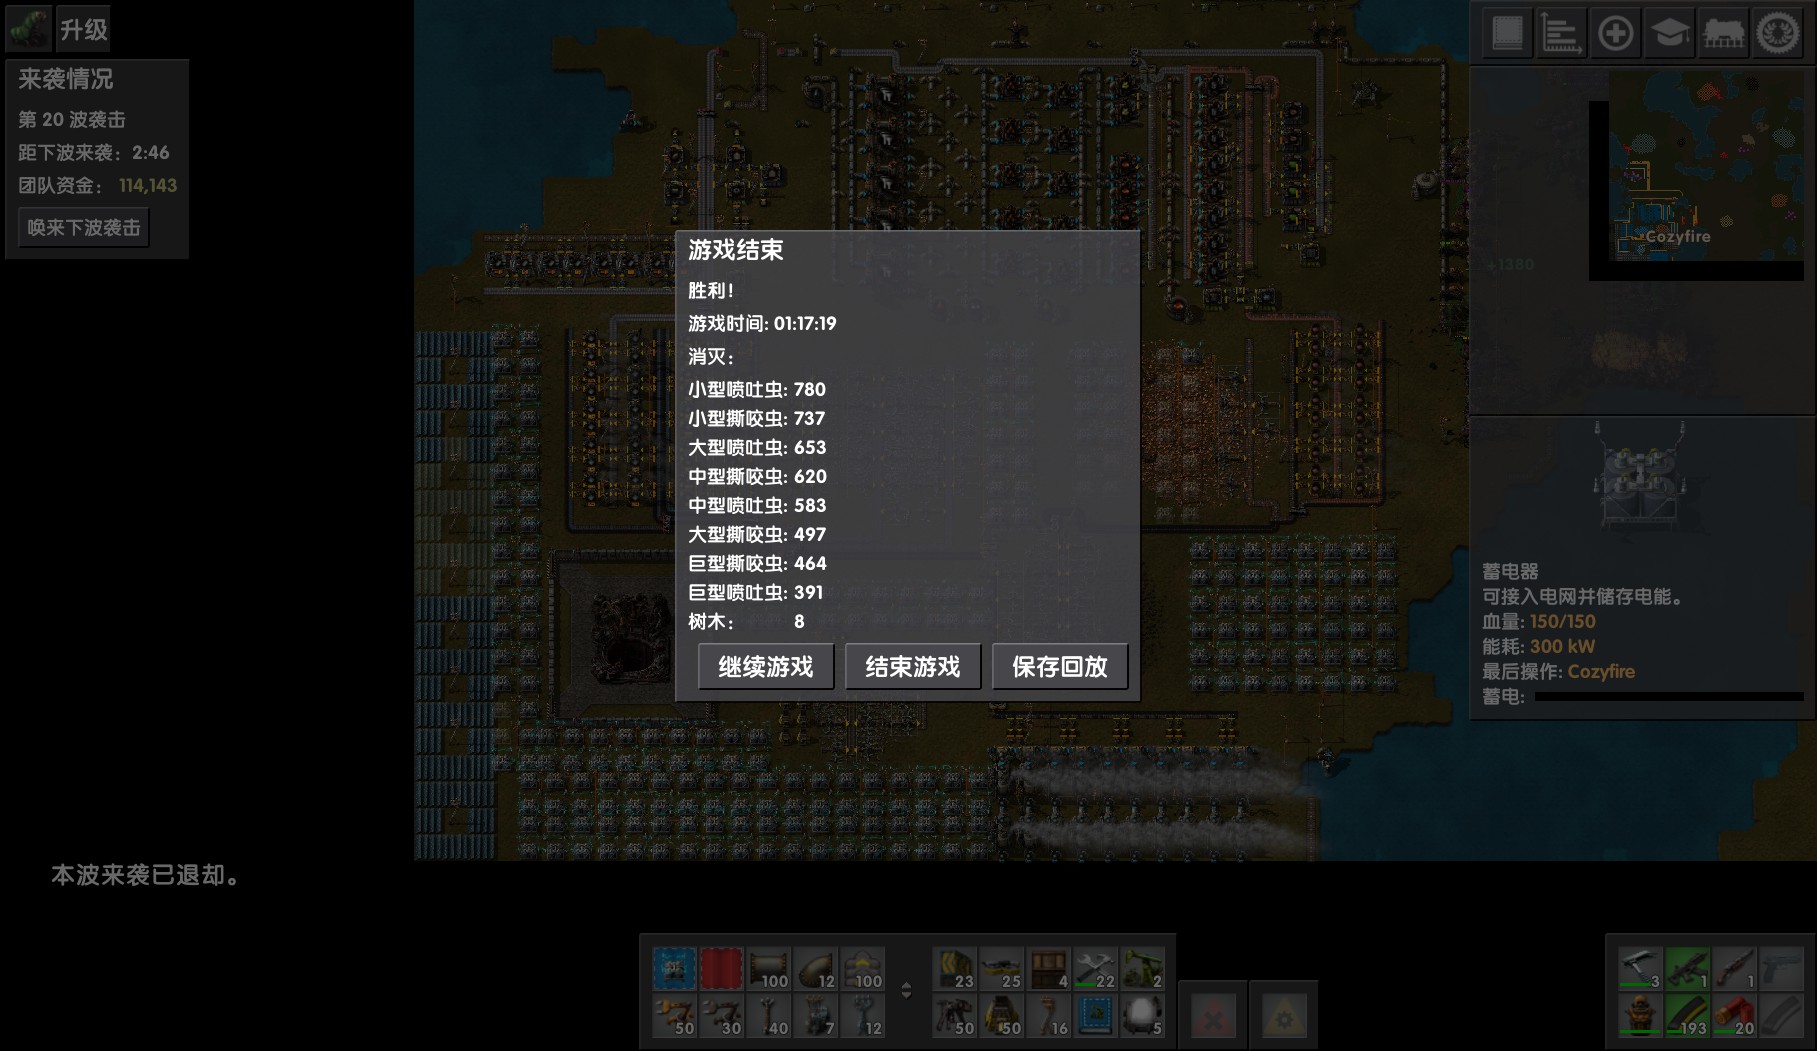 升级
来袭情况
第 20 波袭击
距下波来袭: 2:46
团队资金: 114,143
唤来下波袭击
游戏结束
胜利!
游戏时间: 01:17:19
消灭:
小型喷吐虫: 780
小型撕咬虫: 737
大型喷吐虫: 653
中型撕咬虫: 620
中型喷吐虫: 583
大型撕咬虫: 497
巨型撕咬虫: 464
巨型喷吐虫: 391
树木: 8
继续游戏 结束游戏 保存回放
Cozyfire
+1380
蓄电器
可接入电网并储存电能。
血量: 150/150
能耗: 300 kW
最后操作: Cozyfire
蓄电:
本波来袭已退却。
100 12 100 23 25 4 22 2
50 30 40 7 12 50 50 16 5
3 1 1
193 20